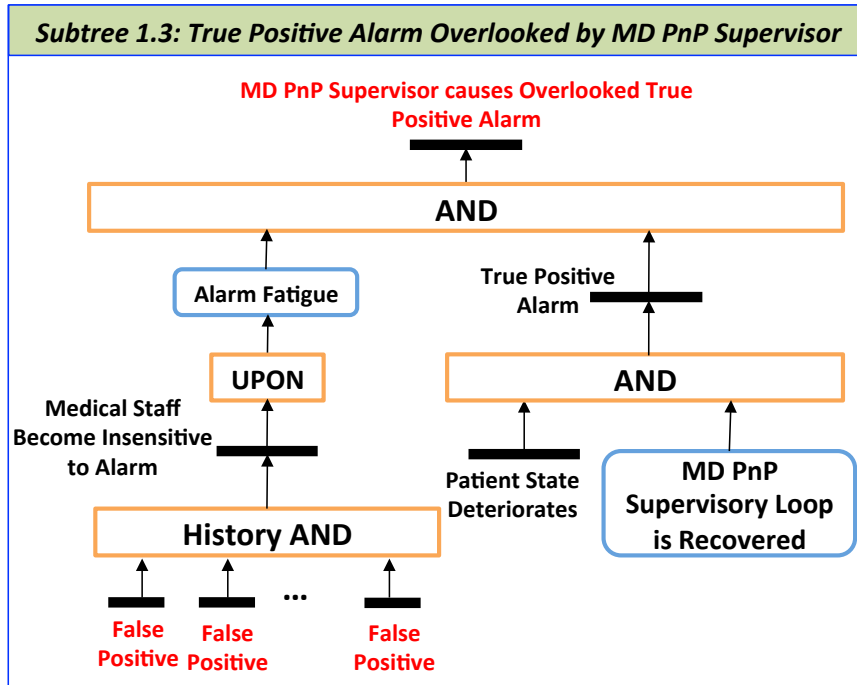 Subtree 1.3: True Positive Alarm Overlooked by MD PnP Supervisor
MD PnP Supervisor causes Overlooked True
Positive Alarm
AND
Alarm Fatigue
True Positive
Alarm
UPON
AND
Medical Staff
Become Insensitive
to Alarm
Patient State
Deteriorates
MD PnP
Supervisory Loop
is Recovered
History AND
...
False
Positive
False
Positive
False
Positive